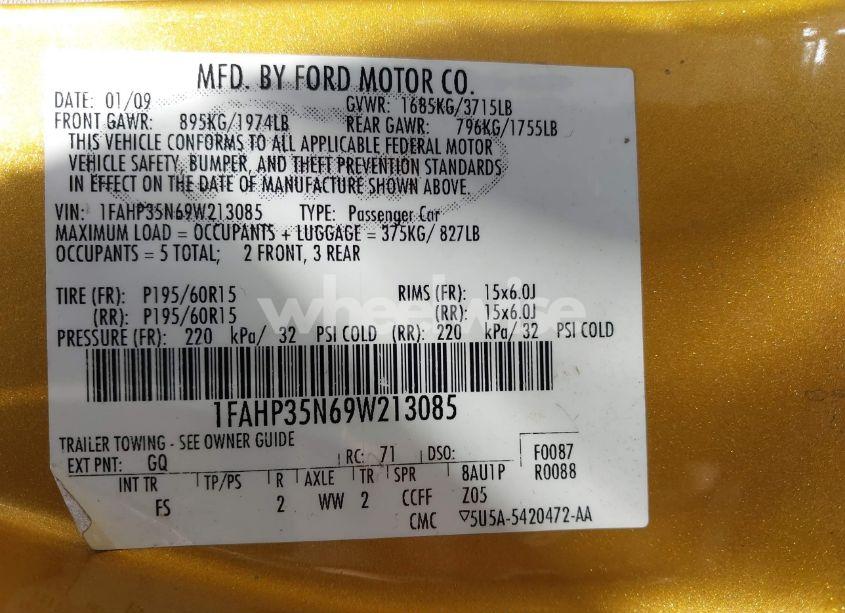 MFD. BY FORD MOTOR CO.
DATE: 01/09 GVWR: 1685KG/3715LB
FRONT GAWR: 895KG/1974LB REAR GAWR: 796KG/1755LB
THIS VEHICLE CONFORMS TO ALL APPLICABLE FEDERAL MOTOR
VEHICLE SAFETY, BUMPER, AND THEFT PREVENTION STANDARDS
IN EFFECT ON THE DATE OF MANUFACTURE SHOWN ABOVE.
VIN: 1FAHP35N69W213085 TYPE: Passenger Car
MAXIMUM LOAD = OCCUPANTS + LUGGAGE = 375KG/ 827LB
OCCUPANTS = 5 TOTAL; 2 FRONT, 3 REAR
TIRE (FR): P195/60R15 RIMS (FR): 15x6.0J
(RR): P195/60R15 (RR): 15x6.0J
wheelwise
PRESSURE (FR): 220 kPa/ 32 PSI COLD (RR): 220 kPa/ 32 PSI COLD
1FAHP35N69W213085
TRAILER TOWING - SEE OWNER GUIDE
EXT PNT: GQ RC: 71 DSO: F0087
R0088
INT TR TP/PS R AXLE TR SPR 8AU1P
FS 2 WW 2 CCFF Z05
CMC ▽5U5A-5420472-AA